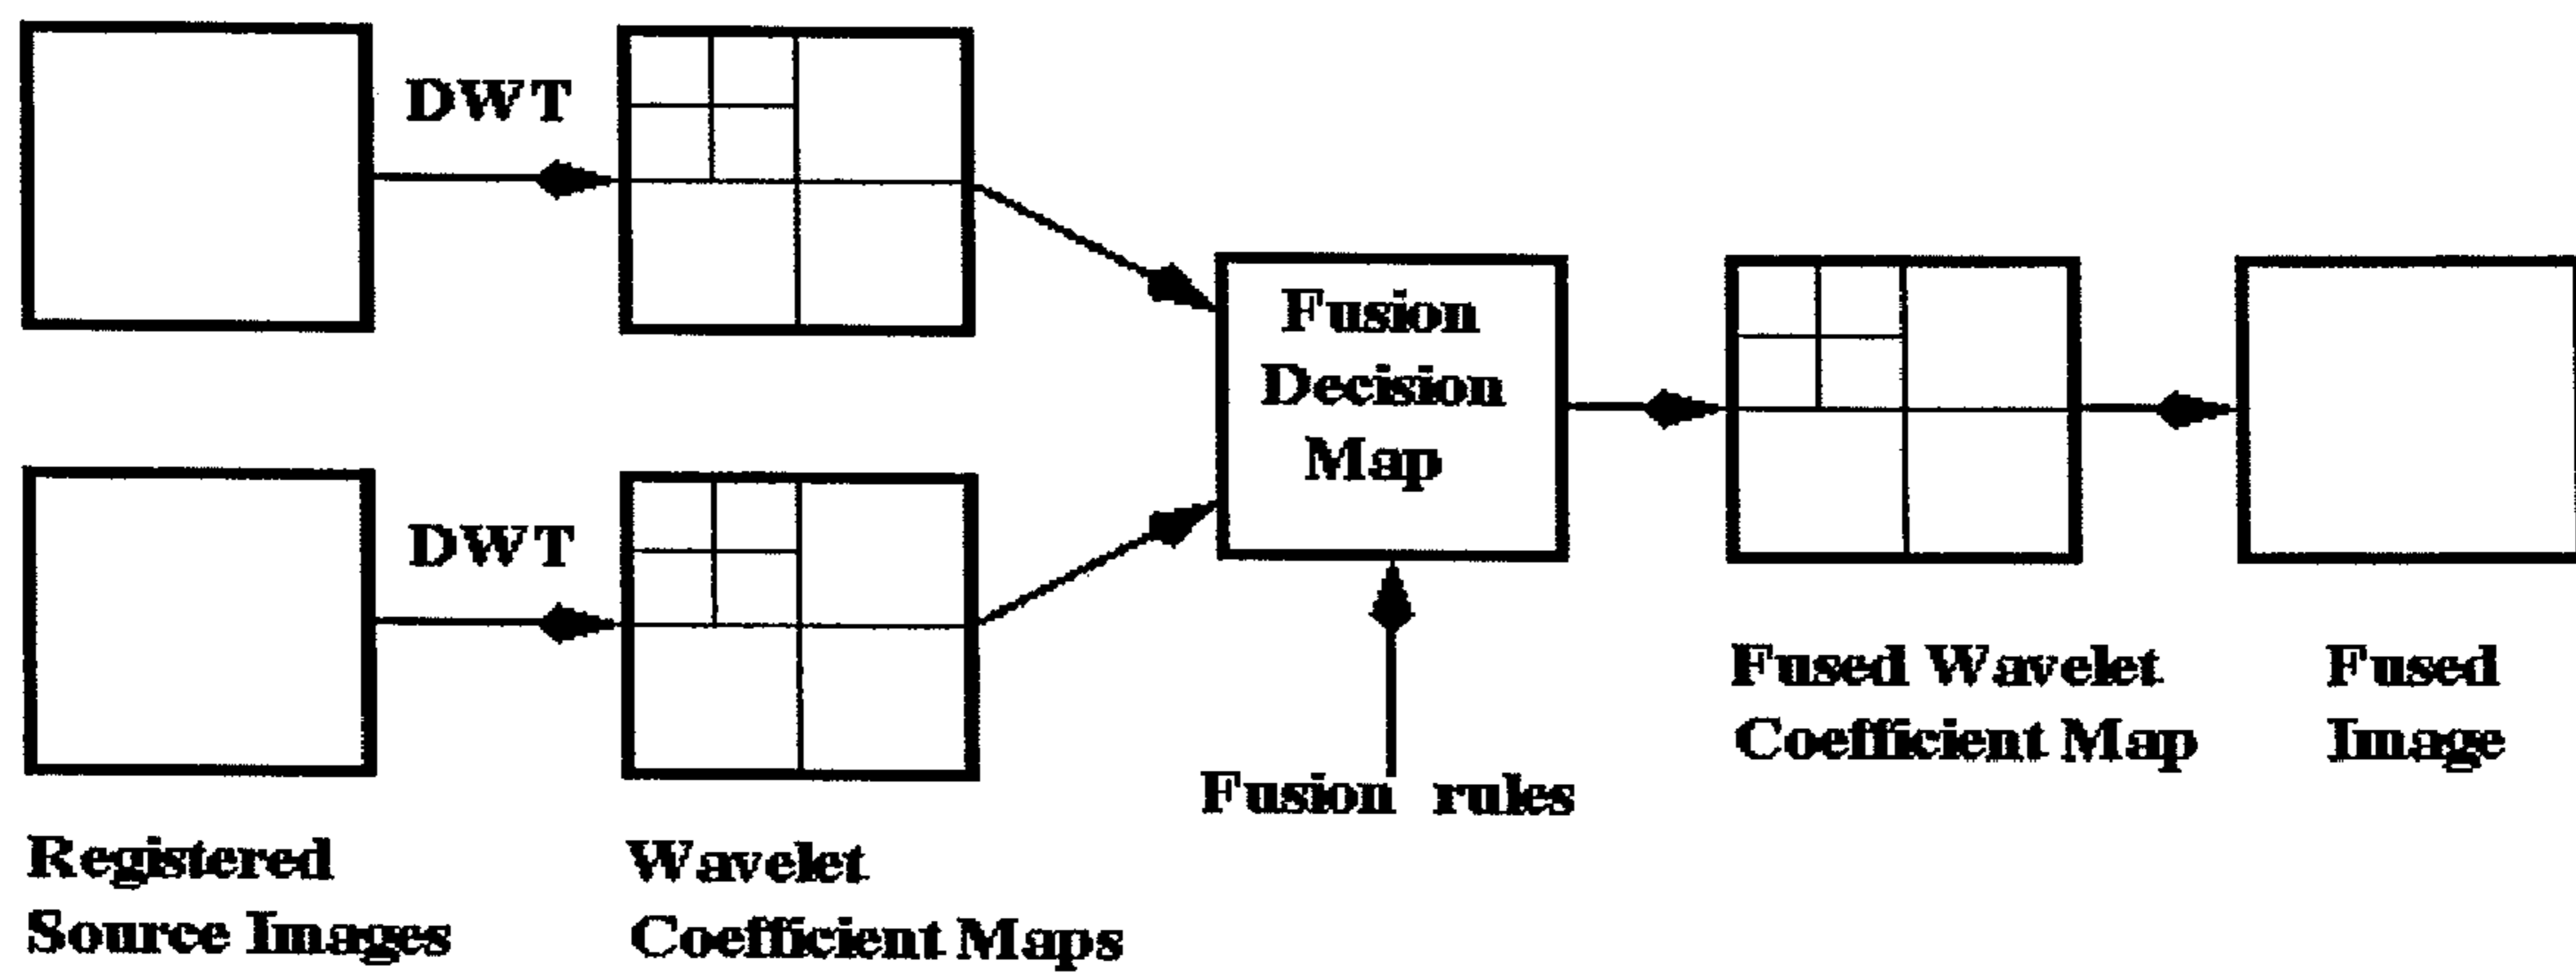 DWT
Fusion
Decision
Map
DWT
Fused Wavelet
Coefficient Map
Fused
Image
Fusion rules
Registered
Source Images
Wavelet
Coefficient Maps